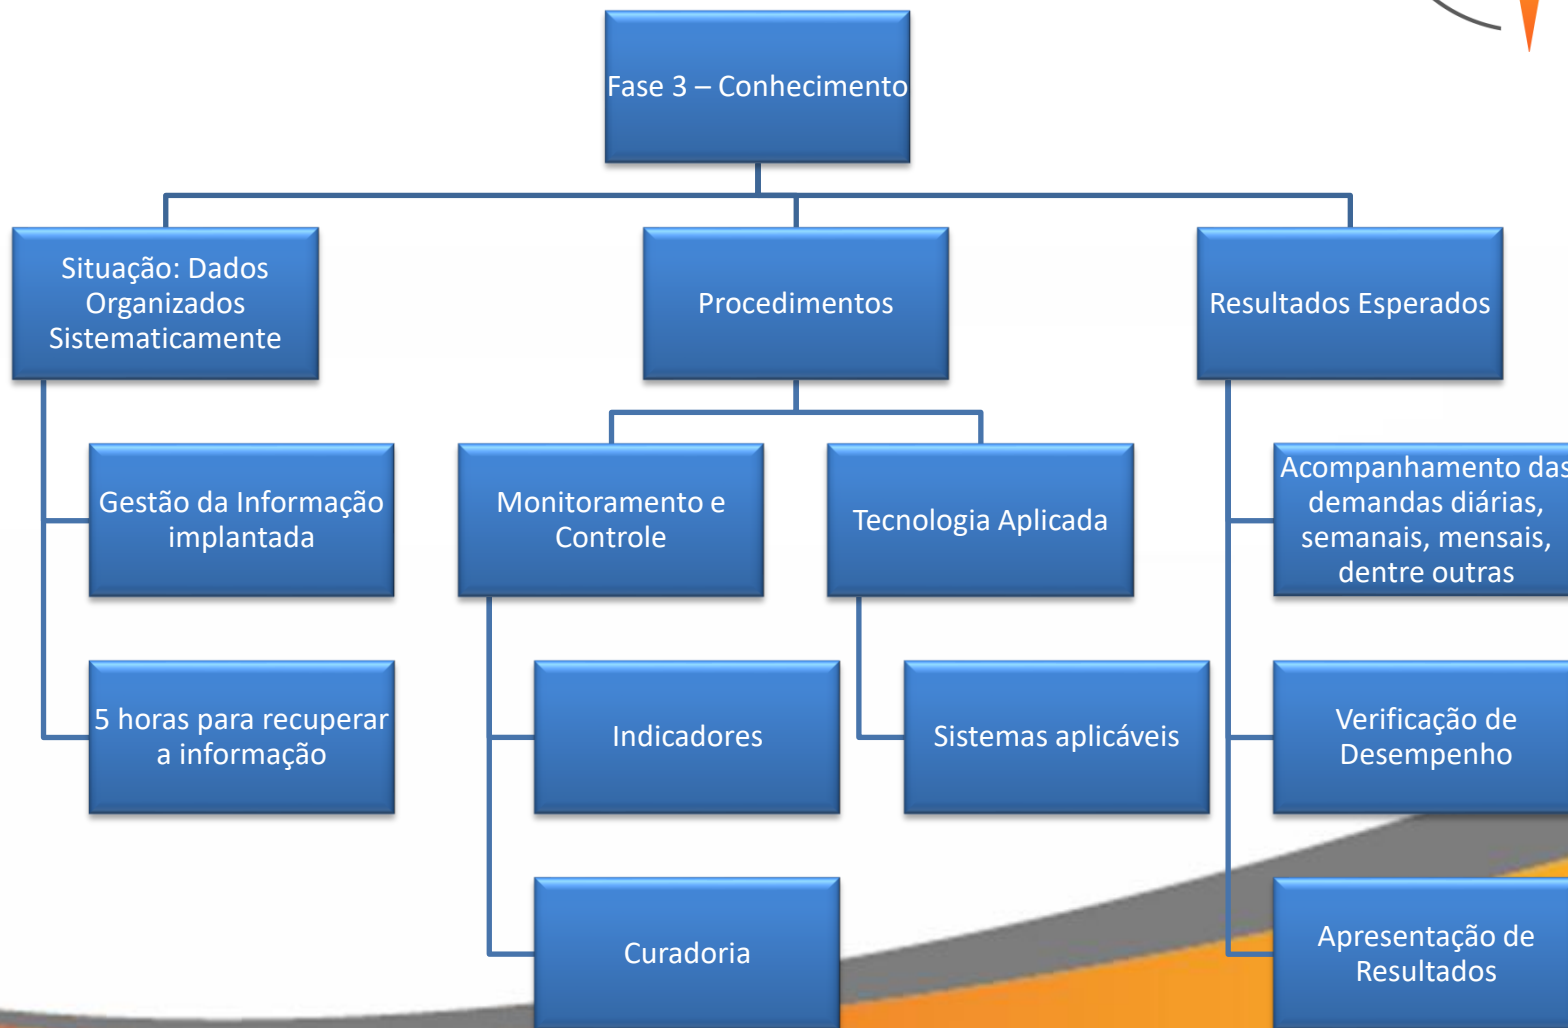 Fase 3 – Conhecimento
Situação: Dados
Organizados
Sistematicamente
Procedimentos
Resultados Esperados
Gestão da Informação
implantada
5 horas para recuperar
a informação
Monitoramento e
Controle
Indicadores
Curadoria
Tecnologia Aplicada
Sistemas aplicáveis
Acompanhamento das
demandas diárias,
semanais, mensais,
dentre outras
Verificação de
Desempenho
Apresentação de
Resultados